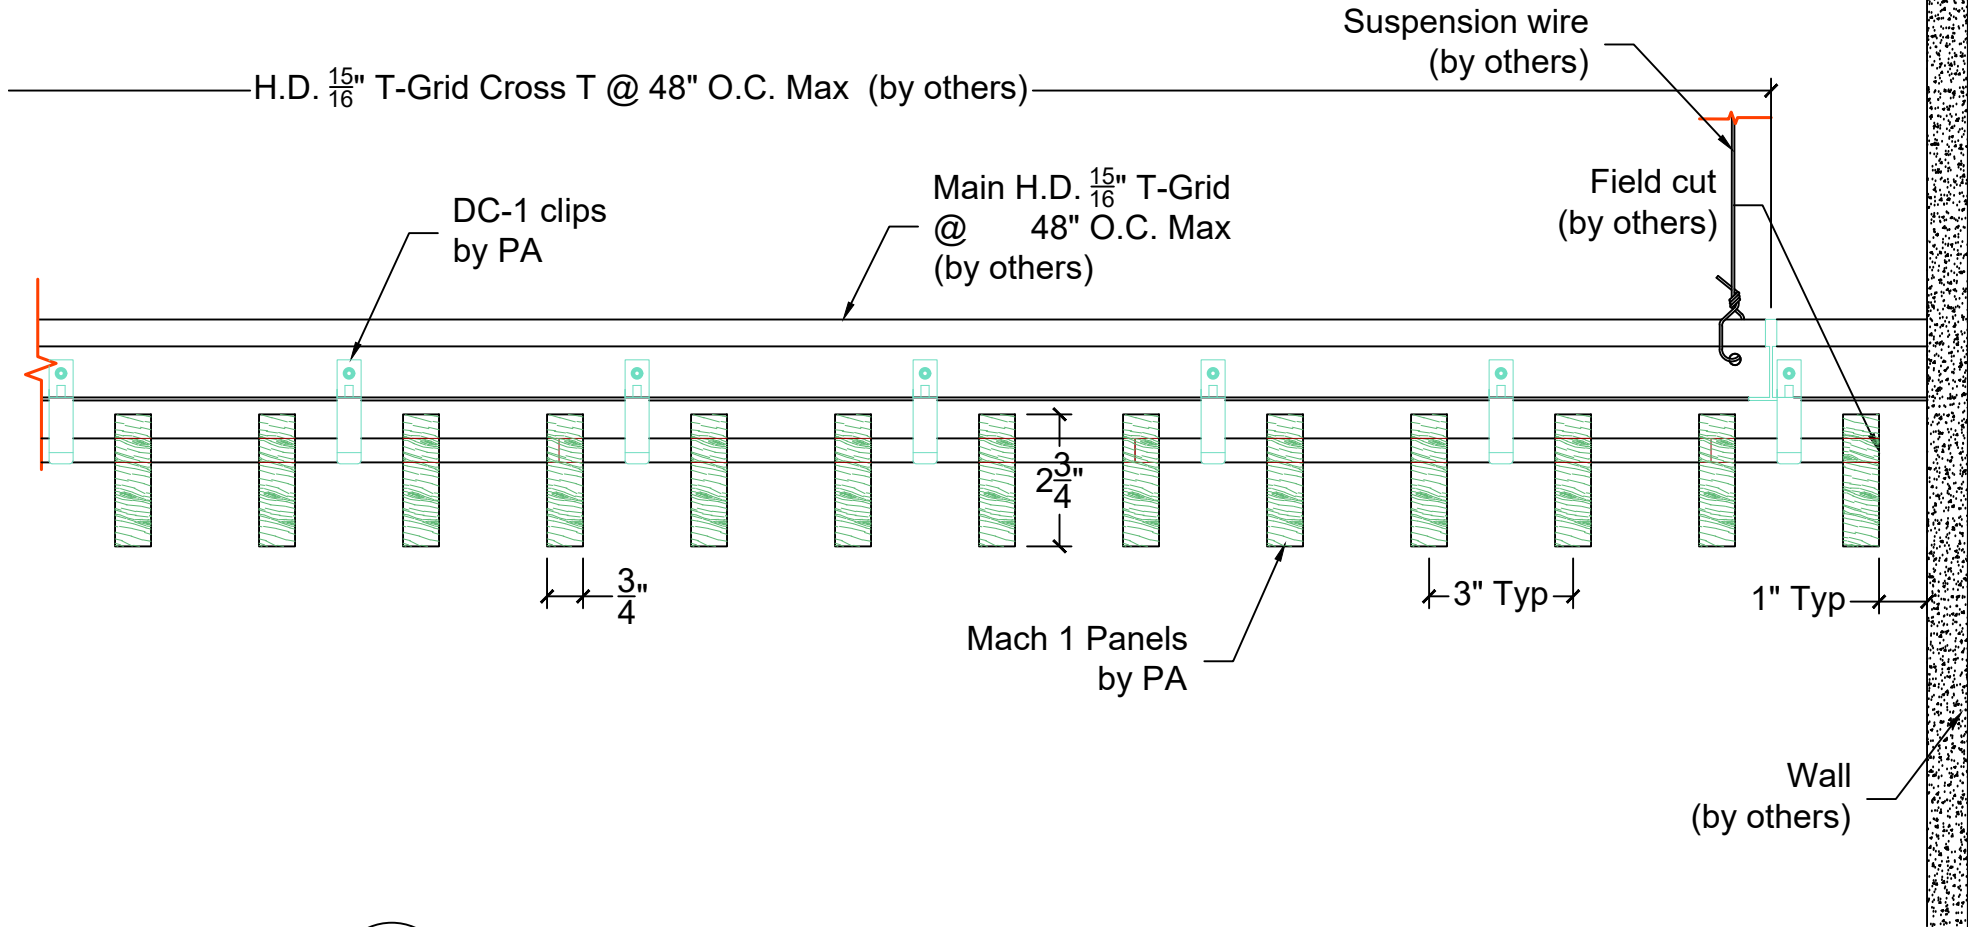 Suspension wire
(by others)
H.D. 15/16" T-Grid Cross T @ 48" O.C. Max (by others)
Main H.D. 15/16" T-Grid
@ 48" O.C. Max
(by others)
Field cut
(by others)
DC-1 clips
by PA
2 3/4"
3/4"
3" Typ
1" Typ
Mach 1 Panels
by PA
Wall
(by others)